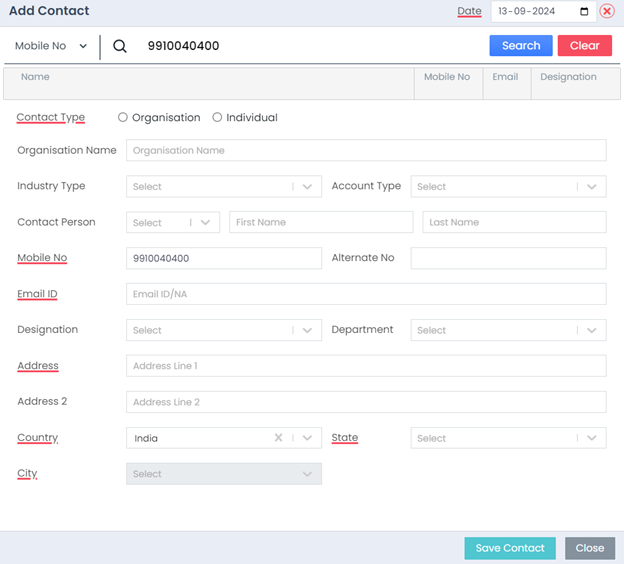 Add Contact Date 13-09-2024
Mobile No 9910040400 Search Clear
Name Mobile No Email Designation
Contact Type Organisation Individual
Organisation Name Organisation Name
Industry Type Select Account Type Select
Contact Person Select First Name Last Name
Mobile No 9910040400 Alternate No
Email ID Email ID/NA
Designation Select Department Select
Address Address Line 1
Address 2 Address Line 2
Country India State Select
City Select
Save Contact Close